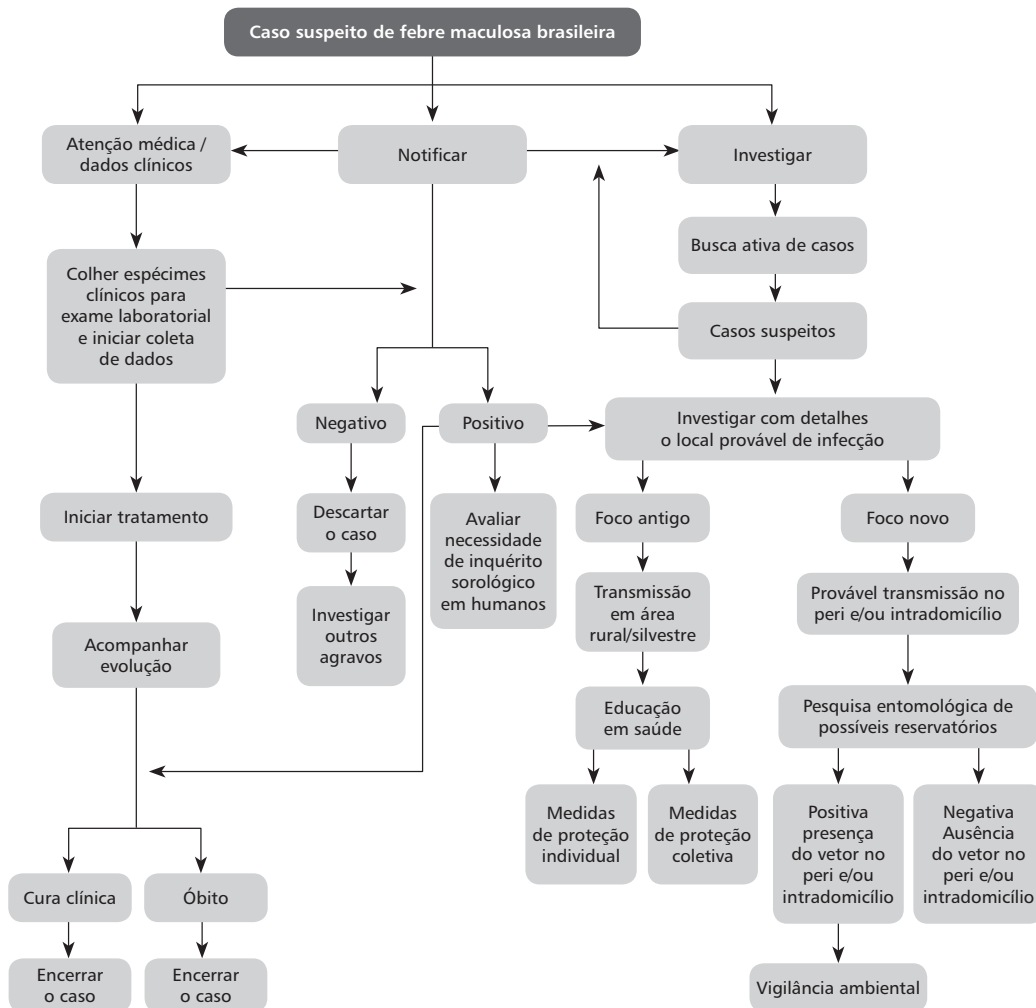 Caso suspeito de febre maculosa brasileira
Atenção médica /
dados clínicos
Notificar
Investigar
Busca ativa de casos
Colher espécimes
clínicos para
exame laboratorial
e iniciar coleta
de dados
Casos suspeitos
Negativo
Positivo
Investigar com detalhes
o local provável de infecção
Iniciar tratamento
Descartar
o caso
Avaliar
necessidade
de inquérito
sorológico
em humanos
Foco antigo
Foco novo
Investigar
outros
agravos
Transmissão
em área
rural/silvestre
Provável transmissão no
peri e/ou intradomicílio
Acompanhar
evolução
Educação
em saúde
Pesquisa entomológica de
possíveis reservatórios
Medidas
de proteção
individual
Medidas
de proteção
coletiva
Positiva
presença
do vetor no
peri e/ou
intradomicílio
Negativa
Ausência
do vetor no
peri e/ou
intradomicílio
Cura clínica
Óbito
Encerrar
o caso
Encerrar
o caso
Vigilância ambiental